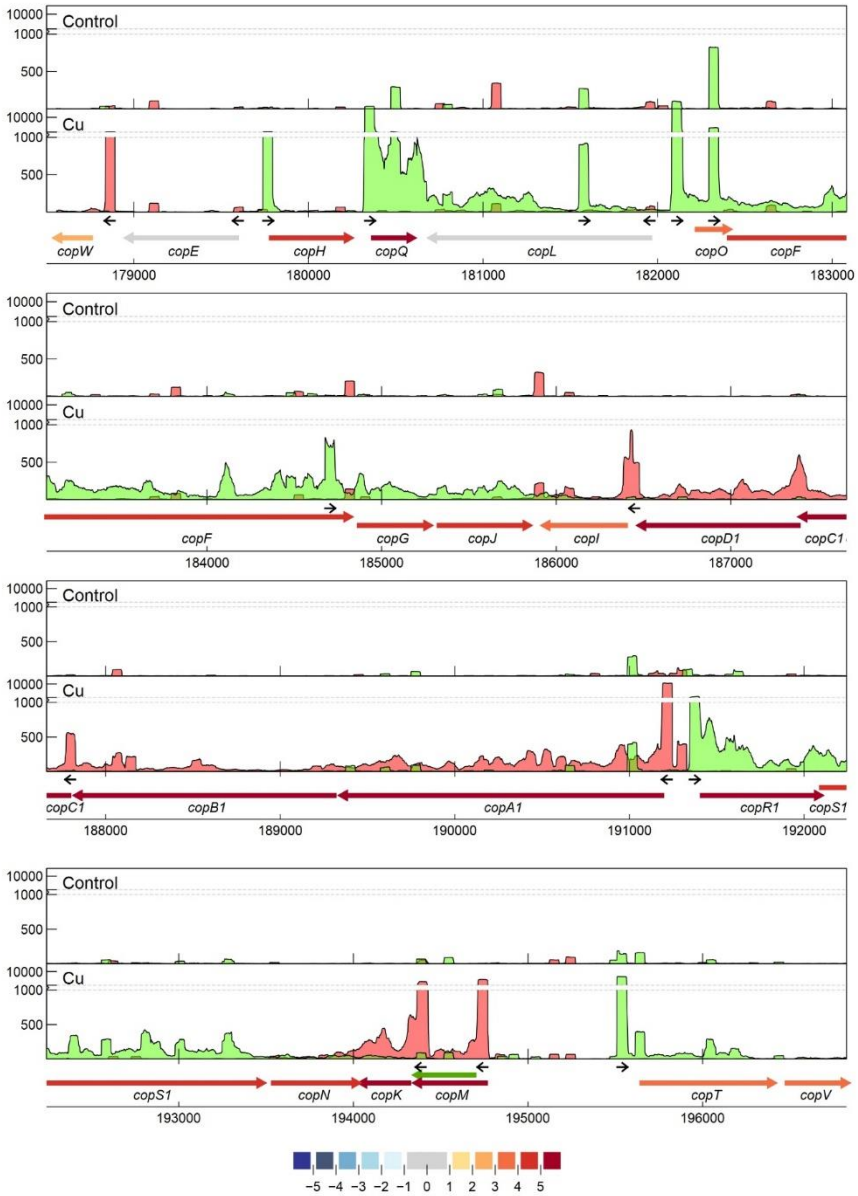 10000
Control
1000
500
10000
Cu
1000
500
copW copE copH copQ copL copO copF
179000 180000 181000 182000 183000
10000
Control
1000
500
10000
Cu
1000
500
copF copG copJ copI copD1 copC1
184000 185000 186000 187000
10000
Control
1000
500
10000
Cu
1000
500
copC1 copB1 copA1 copR1 copS1
188000 189000 190000 191000 192000
10000
Control
1000
500
10000
Cu
1000
500
copS1 copN copK copM copT copV
193000 194000 195000 196000
−5 −4 −3 −2 −1 0 1 2 3 4 5